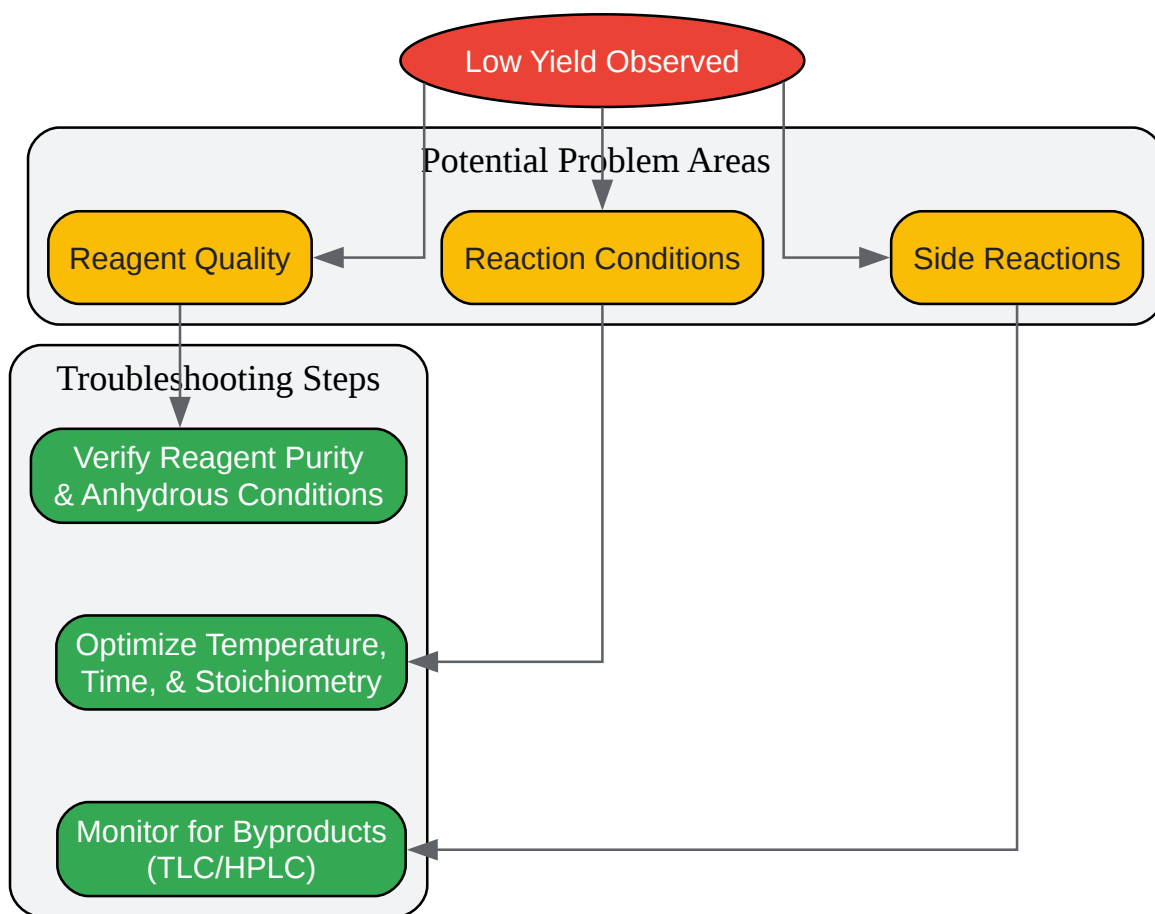 Low Yield Observed
Potential Problem Areas
Reagent Quality
Reaction Conditions
Side Reactions
Troubleshooting Steps
Verify Reagent Purity
& Anhydrous Conditions
Optimize Temperature,
Time, & Stoichiometry
Monitor for Byproducts
(TLC/HPLC)